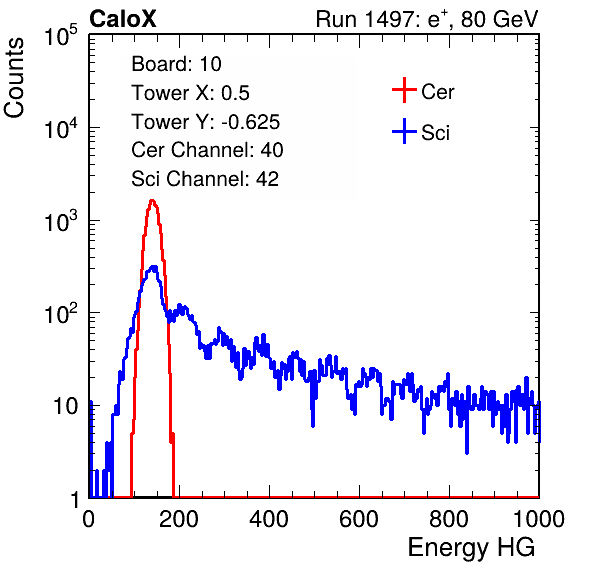 CaloX Run 1497: e⁺, 80 GeV
Counts
Board: 10
Tower X: 0.5
Tower Y: -0.625
Cer Channel: 40
Sci Channel: 42
Cer
Sci
10⁵
10⁴
10³
10²
10
1
0 200 400 600 800 1000
Energy HG